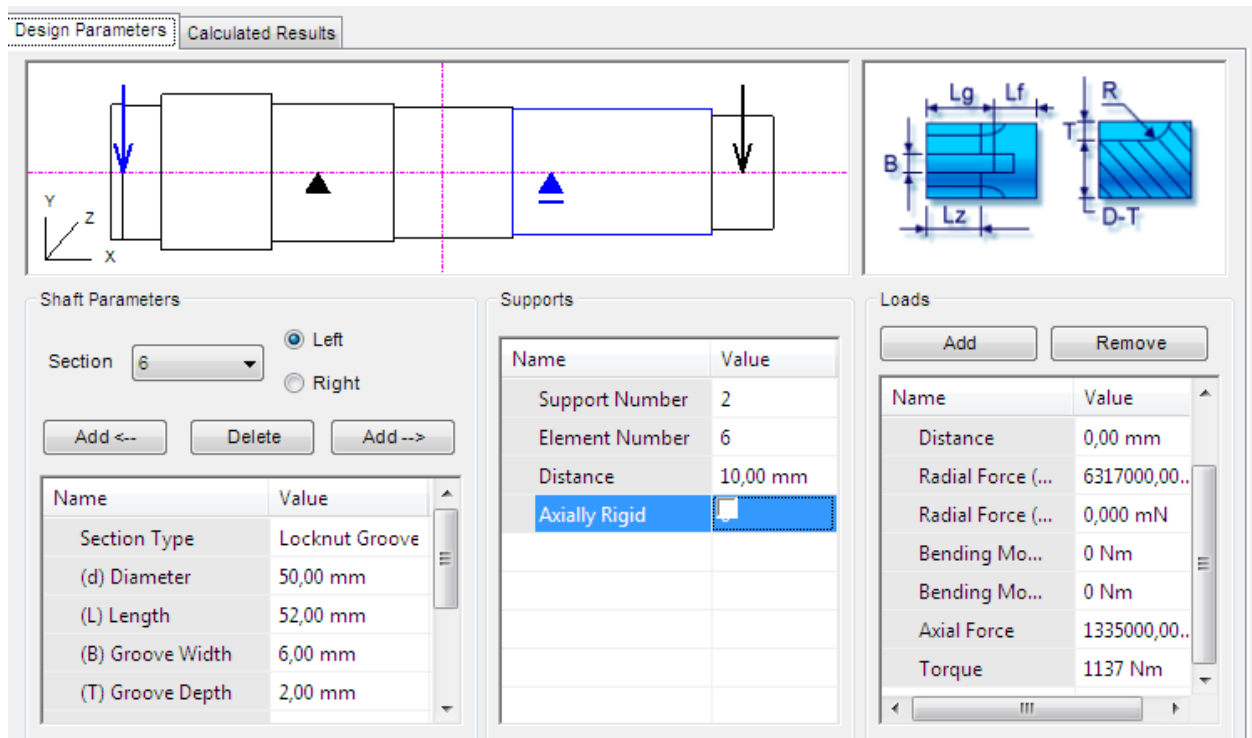 Design Parameters
Calculated Results
Y
Z
X
Lg
Lf
R
T
B
Lz
D-T
Shaft Parameters
Section
6
Left
Right
Add <--
Delete
Add -->
Name Value
Section Type Locknut Groove
(d) Diameter 50,00 mm
(L) Length 52,00 mm
(B) Groove Width 6,00 mm
(T) Groove Depth 2,00 mm
Supports
Name Value
Support Number 2
Element Number 6
Distance 10,00 mm
Axially Rigid
Loads
Add
Remove
Name Value
Distance 0,00 mm
Radial Force (... 6317000,00..
Radial Force (... 0,000 mN
Bending Mo... 0 Nm
Bending Mo... 0 Nm
Axial Force 1335000,00..
Torque 1137 Nm